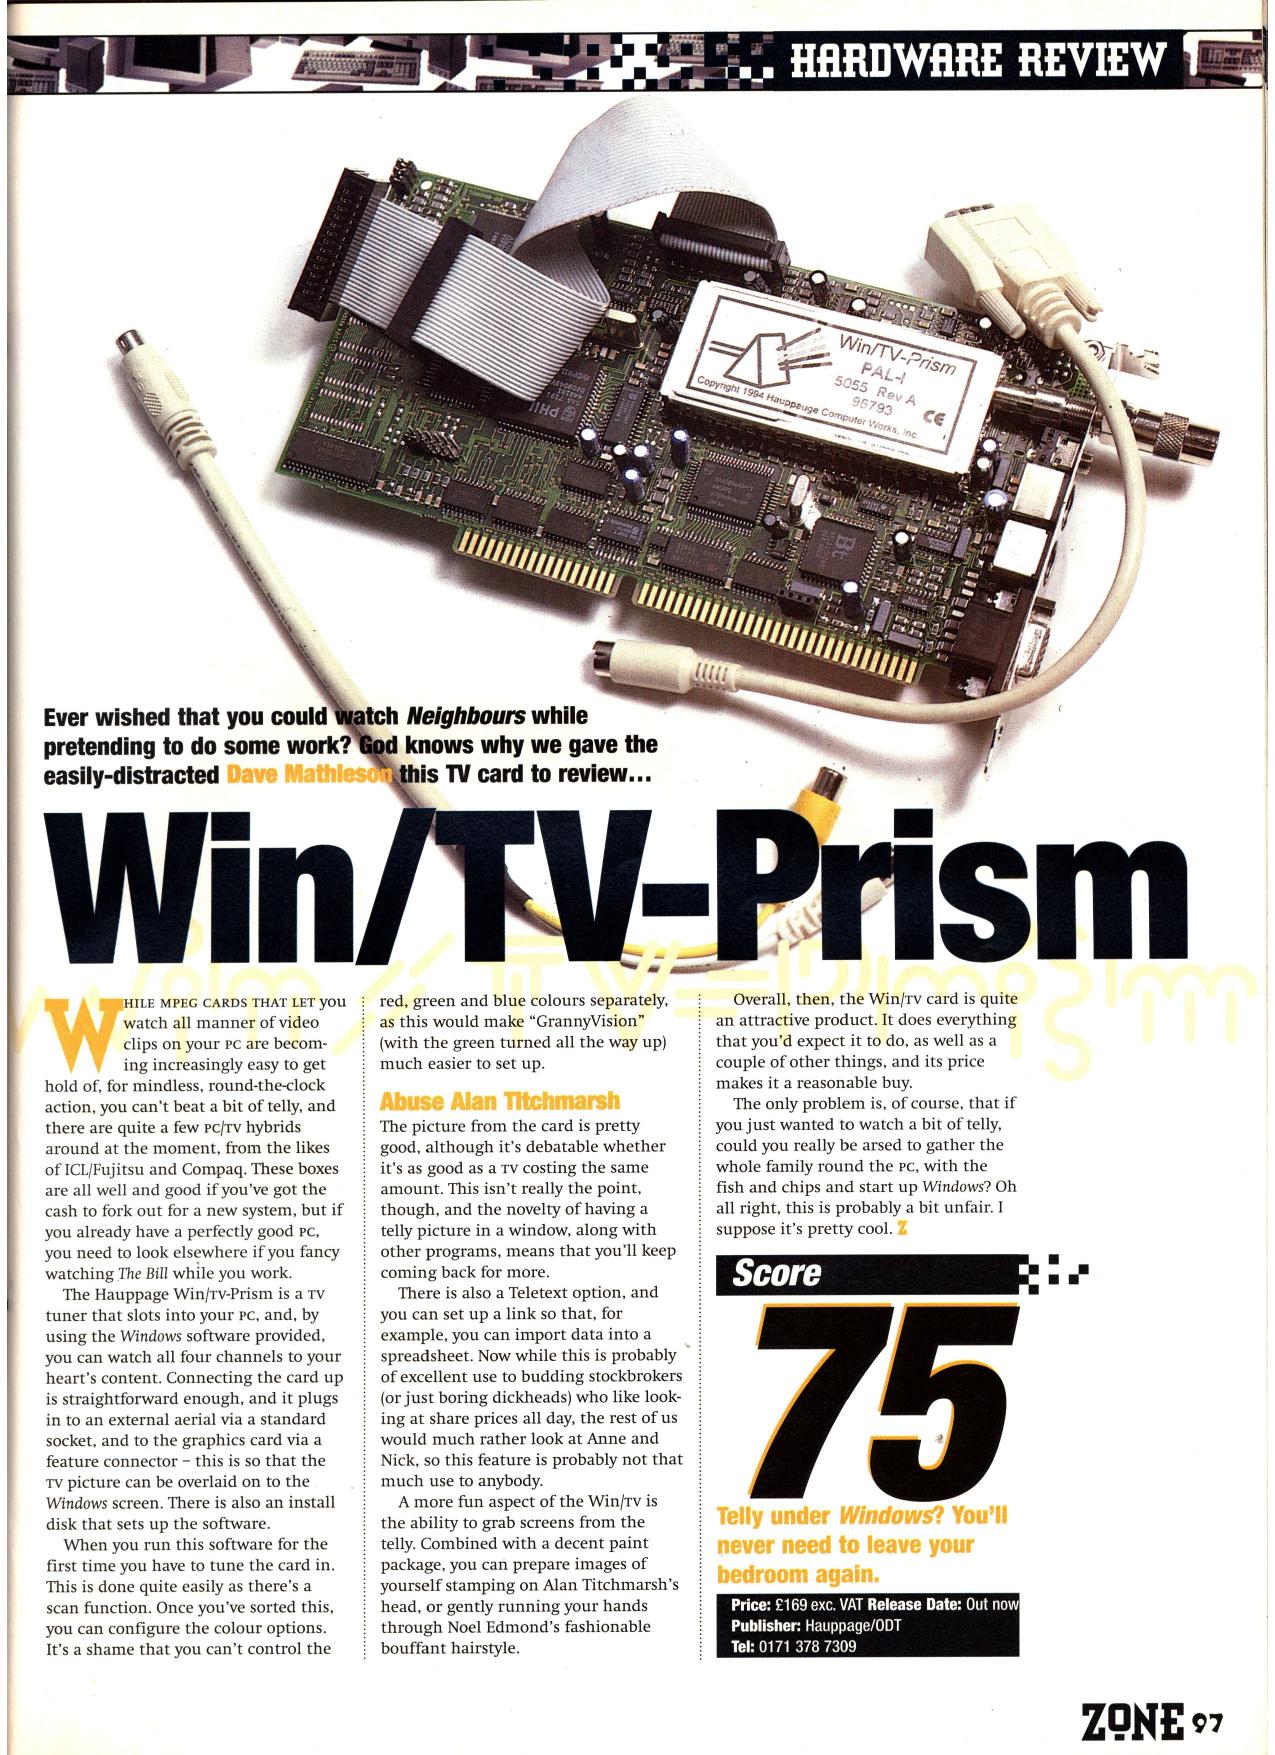 HARDWARE REVIEW
Win/TV-Prism
PAL-I
5055 Rev A
96793
Copyright 1994 Hauppauge Computer Works, Inc.
CE
PHILI
Bt
Ever wished that you could watch Neighbours while
pretending to do some work? God knows why we gave the
easily-distracted Dave Mathieson this TV card to review...
Win/TV-Prism
WHILE MPEG CARDS THAT LET you
watch all manner of video
clips on your PC are becom-
ing increasingly easy to get
hold of, for mindless, round-the-clock
action, you can't beat a bit of telly, and
there are quite a few PC/TV hybrids
around at the moment, from the likes
of ICL/Fujitsu and Compaq. These boxes
are all well and good if you've got the
cash to fork out for a new system, but if
you already have a perfectly good PC,
you need to look elsewhere if you fancy
watching The Bill while you work.
The Hauppage Win/TV-Prism is a TV
tuner that slots into your PC, and, by
using the Windows software provided,
you can watch all four channels to your
heart's content. Connecting the card up
is straightforward enough, and it plugs
in to an external aerial via a standard
socket, and to the graphics card via a
feature connector – this is so that the
TV picture can be overlaid on to the
Windows screen. There is also an install
disk that sets up the software.
When you run this software for the
first time you have to tune the card in.
This is done quite easily as there's a
scan function. Once you've sorted this,
you can configure the colour options.
It's a shame that you can't control the
red, green and blue colours separately,
as this would make “GrannyVision”
(with the green turned all the way up)
much easier to set up.
Abuse Alan Titchmarsh
The picture from the card is pretty
good, although it's debatable whether
it's as good as a TV costing the same
amount. This isn't really the point,
though, and the novelty of having a
telly picture in a window, along with
other programs, means that you'll keep
coming back for more.
There is also a Teletext option, and
you can set up a link so that, for
example, you can import data into a
spreadsheet. Now while this is probably
of excellent use to budding stockbrokers
(or just boring dickheads) who like look-
ing at share prices all day, the rest of us
would much rather look at Anne and
Nick, so this feature is probably not that
much use to anybody.
A more fun aspect of the Win/TV is
the ability to grab screens from the
telly. Combined with a decent paint
package, you can prepare images of
yourself stamping on Alan Titchmarsh's
head, or gently running your hands
through Noel Edmond's fashionable
bouffant hairstyle.
Overall, then, the Win/TV card is quite
an attractive product. It does everything
that you'd expect it to do, as well as a
couple of other things, and its price
makes it a reasonable buy.
The only problem is, of course, that if
you just wanted to watch a bit of telly,
could you really be arsed to gather the
whole family round the PC, with the
fish and chips and start up Windows? Oh
all right, this is probably a bit unfair. I
suppose it's pretty cool. Z
Score
75
Telly under Windows? You'll
never need to leave your
bedroom again.
Price: £169 exc. VAT Release Date: Out now
Publisher: Hauppage/ODT
Tel: 0171 378 7309
ZONE 97